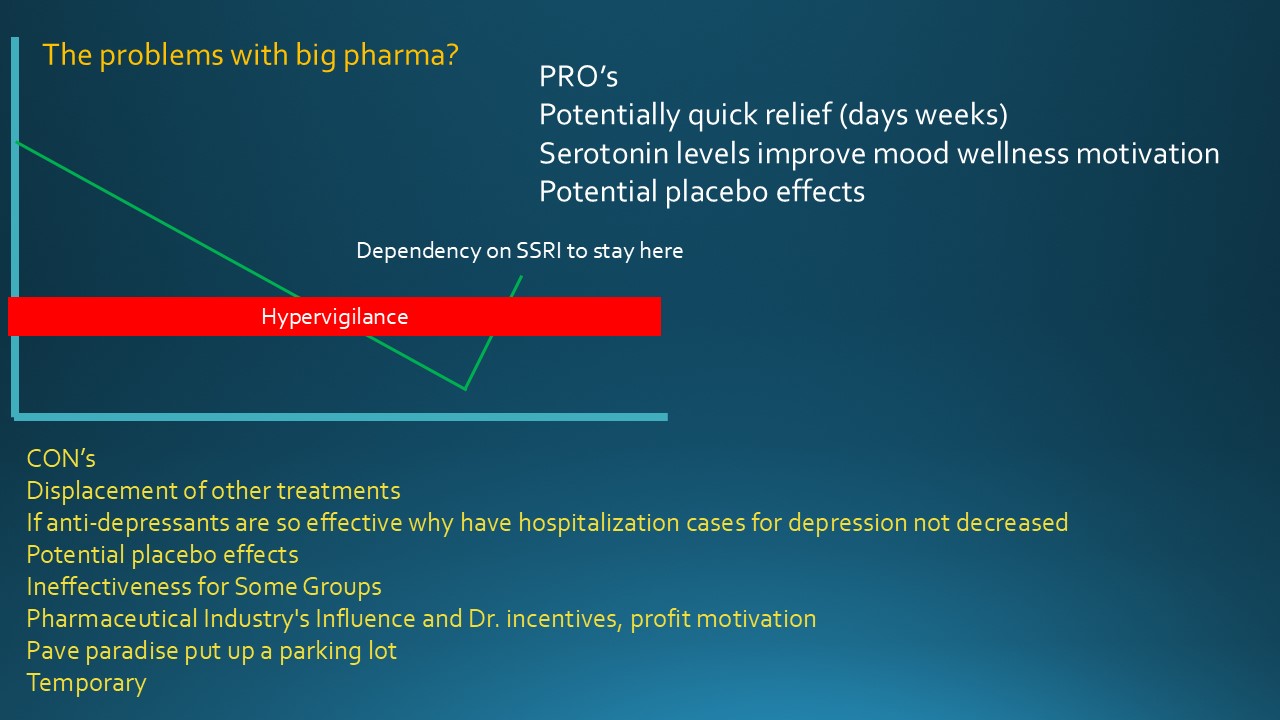 The problems with big pharma?
PRO’s
Potentially quick relief (days weeks)
Serotonin levels improve mood wellness motivation
Potential placebo effects
Dependency on SSRI to stay here
Hypervigilance
CON’s
Displacement of other treatments
If anti-depressants are so effective why have hospitalization cases for depression not decreased
Potential placebo effects
Ineffectiveness for Some Groups
Pharmaceutical Industry's Influence and Dr. incentives, profit motivation
Pave paradise put up a parking lot
Temporary